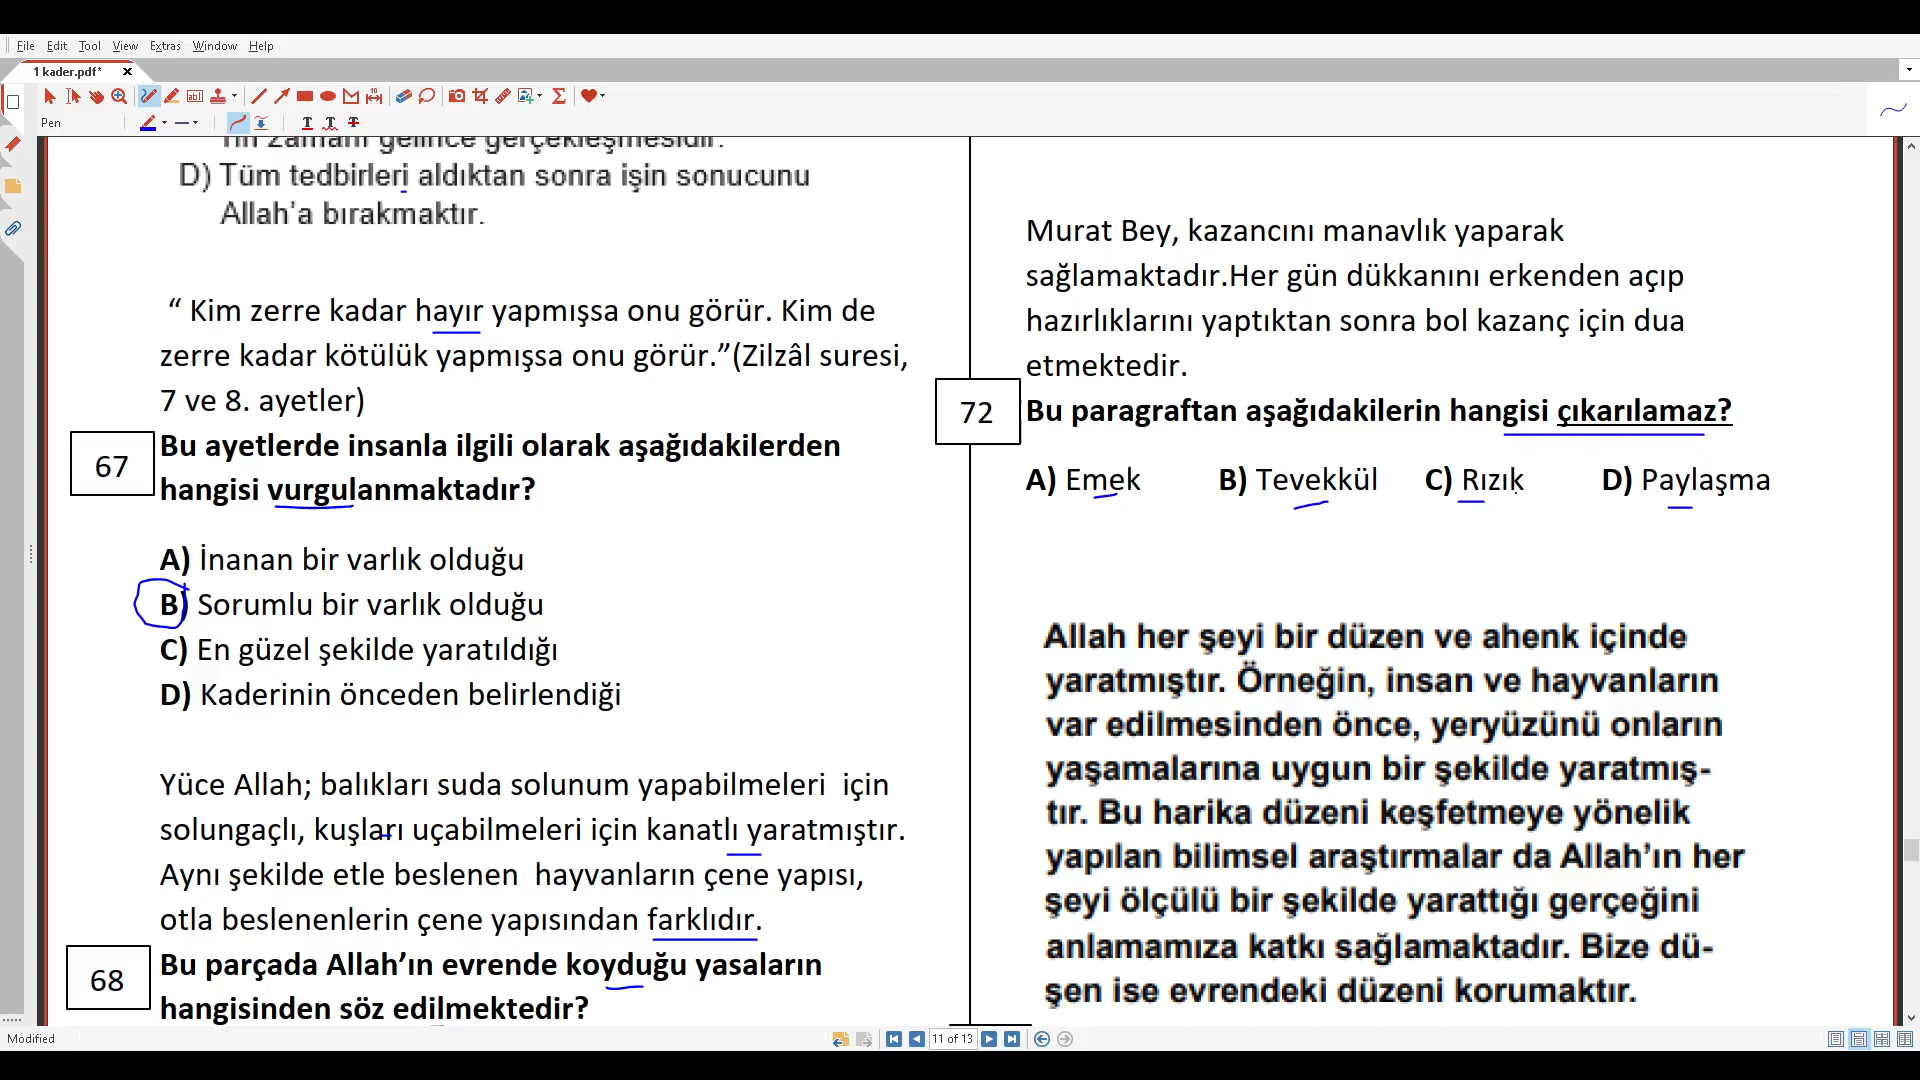 File Edit Tool View Extras Window Help
1 kader.pdf*
Pen
D) Tüm tedbirleri aldıktan sonra işin sonucunu
Allah'a bırakmaktır.
“ Kim zerre kadar hayır yapmışsa onu görür. Kim de
zerre kadar kötülük yapmışsa onu görür.”(Zilzâl suresi,
7 ve 8. ayetler)
67
Bu ayetlerde insanla ilgili olarak aşağıdakilerden
hangisi vurgulanmaktadır?
A) İnanan bir varlık olduğu
B) Sorumlu bir varlık olduğu
C) En güzel şekilde yaratıldığı
D) Kaderinin önceden belirlendiği
Yüce Allah; balıkları suda solunum yapabilmeleri için
solungaçlı, kuşları uçabilmeleri için kanatlı yaratmıştır.
Aynı şekilde etle beslenen hayvanların çene yapısı,
otla beslenenlerin çene yapısından farklıdır.
68
Bu parçada Allah’ın evrende koyduğu yasaların
hangisinden söz edilmektedir?
Murat Bey, kazancını manavlık yaparak
sağlamaktadır.Her gün dükkanını erkenden açıp
hazırlıklarını yaptıktan sonra bol kazanç için dua
etmektedir.
72
Bu paragraftan aşağıdakilerin hangisi çıkarılamaz?
A) Emek B) Tevekkül C) Rızık D) Paylaşma
Allah her şeyi bir düzen ve ahenk içinde
yaratmıştır. Örneğin, insan ve hayvanların
var edilmesinden önce, yeryüzünü onların
yaşamalarına uygun bir şekilde yaratmış-
tır. Bu harika düzeni keşfetmeye yönelik
yapılan bilimsel araştırmalar da Allah’ın her
şeyi ölçülü bir şekilde yarattığı gerçeğini
anlamamıza katkı sağlamaktadır. Bize dü-
şen ise evrendeki düzeni korumaktır.
Modified
11 of 13